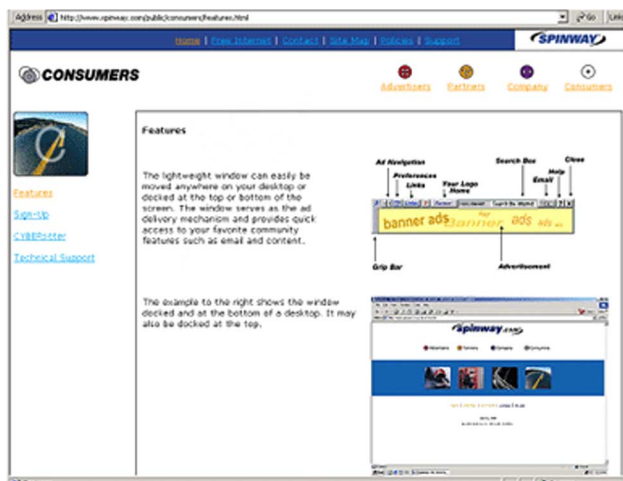 Address http://www.spinway.com/public/consumers/features.html Go Links
Home | Free Internet | Contact | Site Map | Policies | Support
SPINWAY
CONSUMERS
Advertisers Partners Company Consumers
Features
Sign-Up
Technical Support
Features
The lightweight window can easily be
moved anywhere on your desktop or
docked at the top or bottom of the
screen. The window serves as the ad
delivery mechanism and provides quick
access to your favorite community
features such as email and content.
Ad Navigation
Preferences
Links
Your Logo
Home
Search Box
Email
Help
Close
banner ads Banner ads
Grip Bar
Advertisement
The example to the right shows the window
docked and at the bottom of a desktop. It may
also be docked at the top.
spinway.com
Advertisers Partners Company Consumers